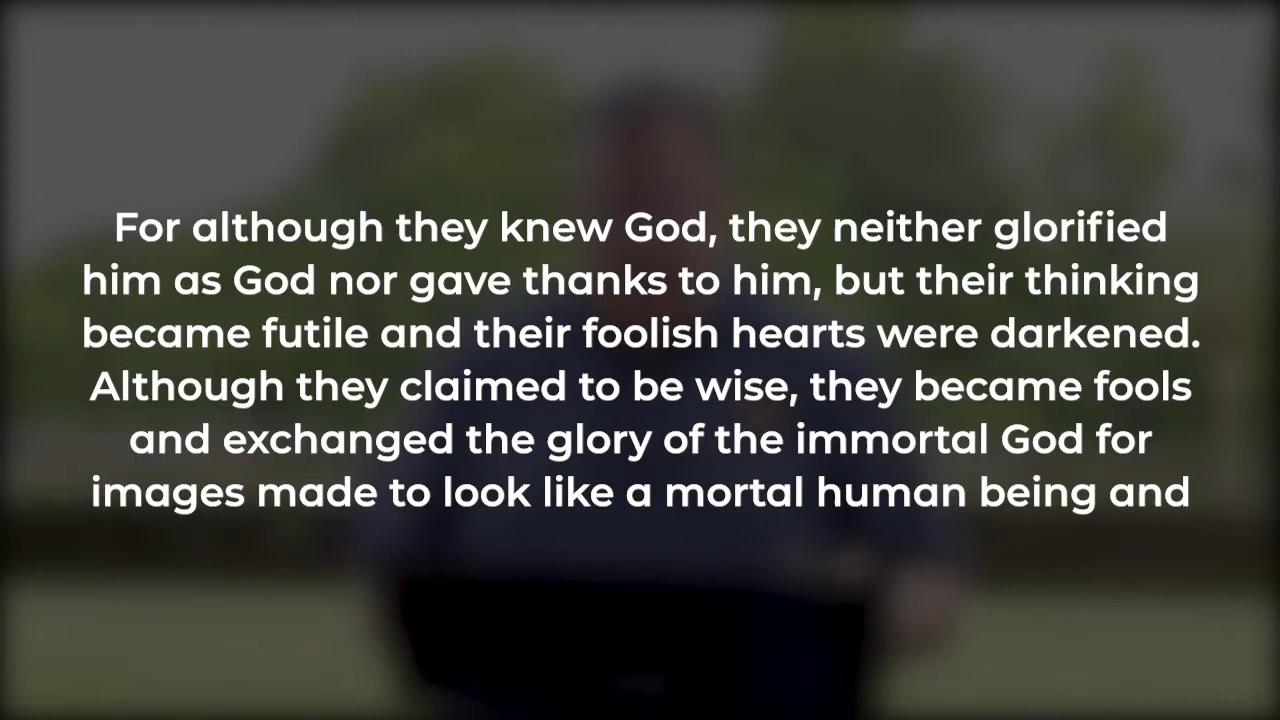 For although they knew God, they neither glorified
him as God nor gave thanks to him, but their thinking
became futile and their foolish hearts were darkened.
Although they claimed to be wise, they became fools
and exchanged the glory of the immortal God for
images made to look like a mortal human being and